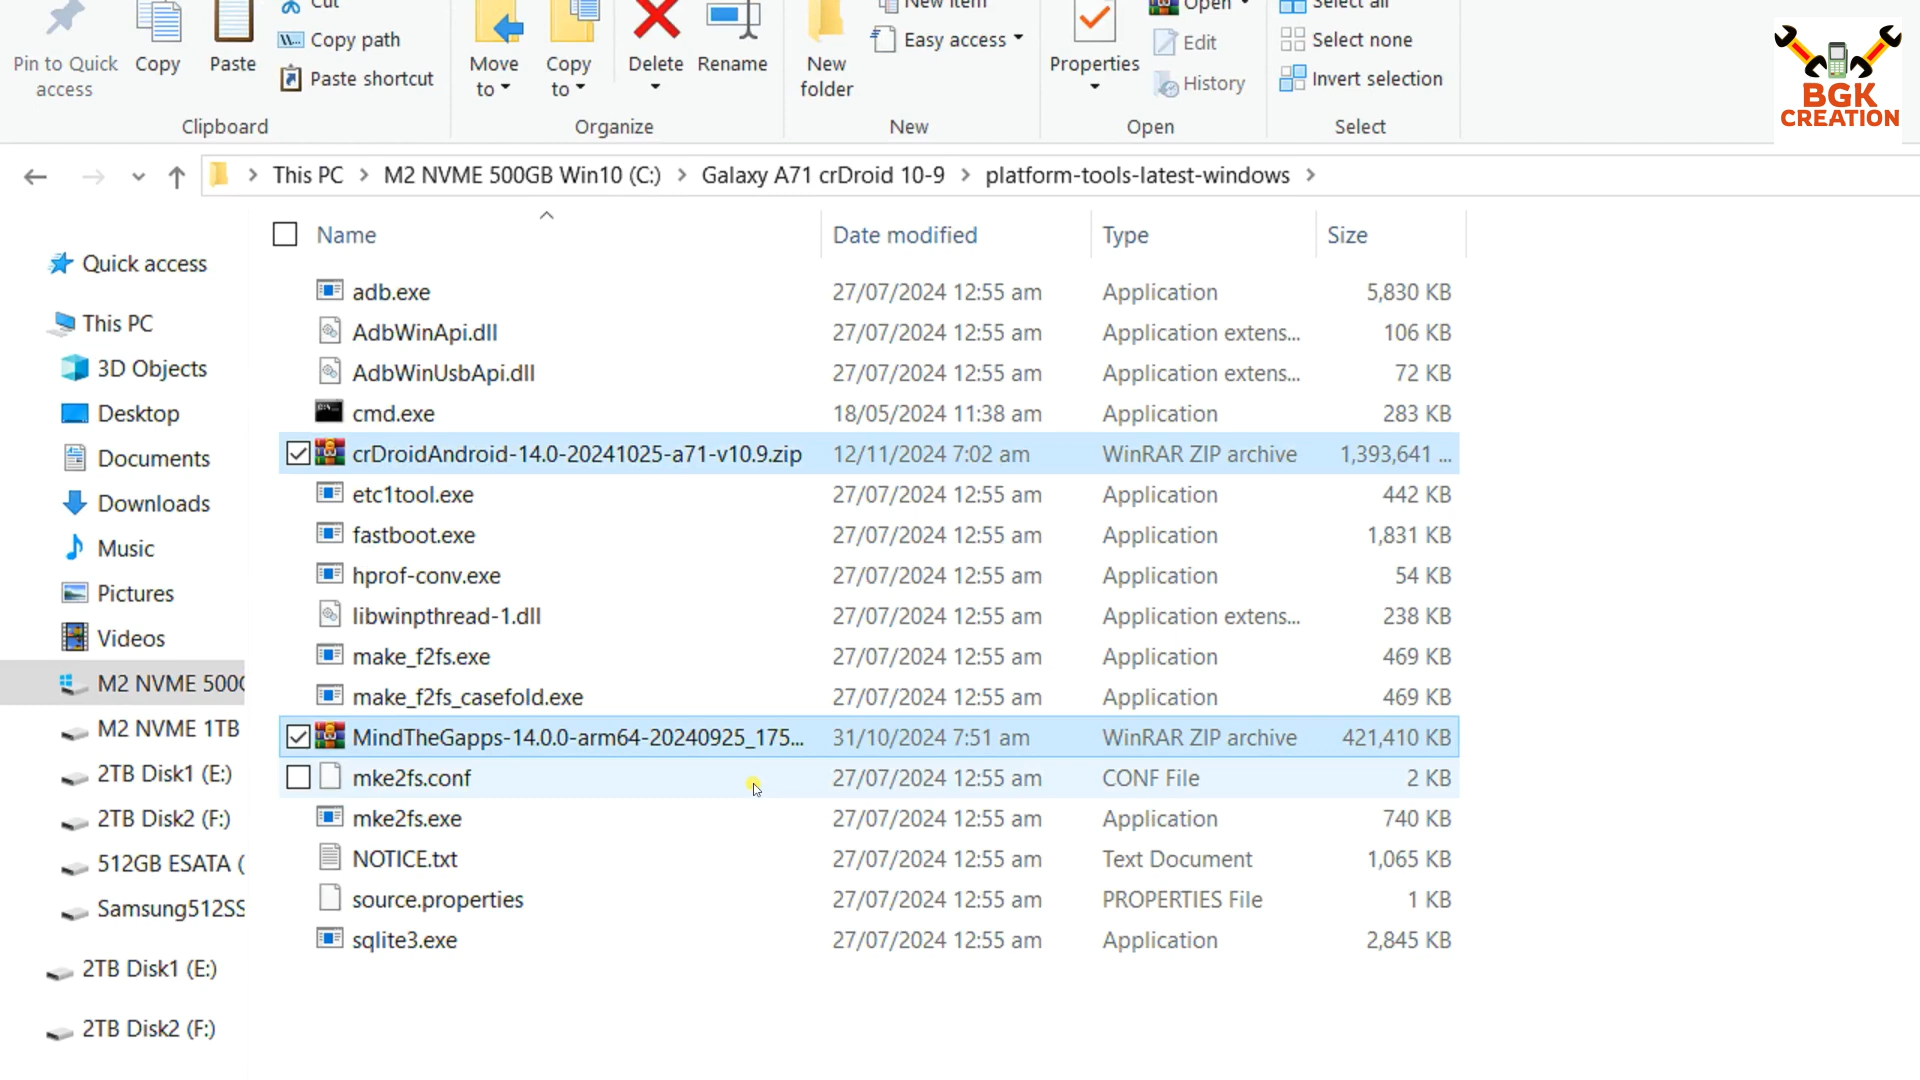 Cut
New item
Open
Select all
Copy path
Easy access
Edit
Select none
Pin to Quick access
Copy
Paste
Paste shortcut
Move to
Copy to
Delete
Rename
New folder
Properties
History
Invert selection
Clipboard
Organize
New
Open
Select
BGK
CREATION
This PC > M2 NVME 500GB Win10 (C:) > Galaxy A71 crDroid 10-9 > platform-tools-latest-windows >
Name Date modified Type Size
Quick access
This PC
3D Objects
Desktop
Documents
Downloads
Music
Pictures
Videos
M2 NVME 500G
M2 NVME 1TB
2TB Disk1 (E:)
2TB Disk2 (F:)
512GB ESATA (
Samsung512SS
2TB Disk1 (E:)
2TB Disk2 (F:)
adb.exe 27/07/2024 12:55 am Application 5,830 KB
AdbWinApi.dll 27/07/2024 12:55 am Application extens... 106 KB
AdbWinUsbApi.dll 27/07/2024 12:55 am Application extens... 72 KB
cmd.exe 18/05/2024 11:38 am Application 283 KB
crDroidAndroid-14.0-20241025-a71-v10.9.zip 12/11/2024 7:02 am WinRAR ZIP archive 1,393,641 ...
etc1tool.exe 27/07/2024 12:55 am Application 442 KB
fastboot.exe 27/07/2024 12:55 am Application 1,831 KB
hprof-conv.exe 27/07/2024 12:55 am Application 54 KB
libwinpthread-1.dll 27/07/2024 12:55 am Application extens... 238 KB
make_f2fs.exe 27/07/2024 12:55 am Application 469 KB
make_f2fs_casefold.exe 27/07/2024 12:55 am Application 469 KB
MindTheGapps-14.0.0-arm64-20240925_175... 31/10/2024 7:51 am WinRAR ZIP archive 421,410 KB
mke2fs.conf 27/07/2024 12:55 am CONF File 2 KB
mke2fs.exe 27/07/2024 12:55 am Application 740 KB
NOTICE.txt 27/07/2024 12:55 am Text Document 1,065 KB
source.properties 27/07/2024 12:55 am PROPERTIES File 1 KB
sqlite3.exe 27/07/2024 12:55 am Application 2,845 KB